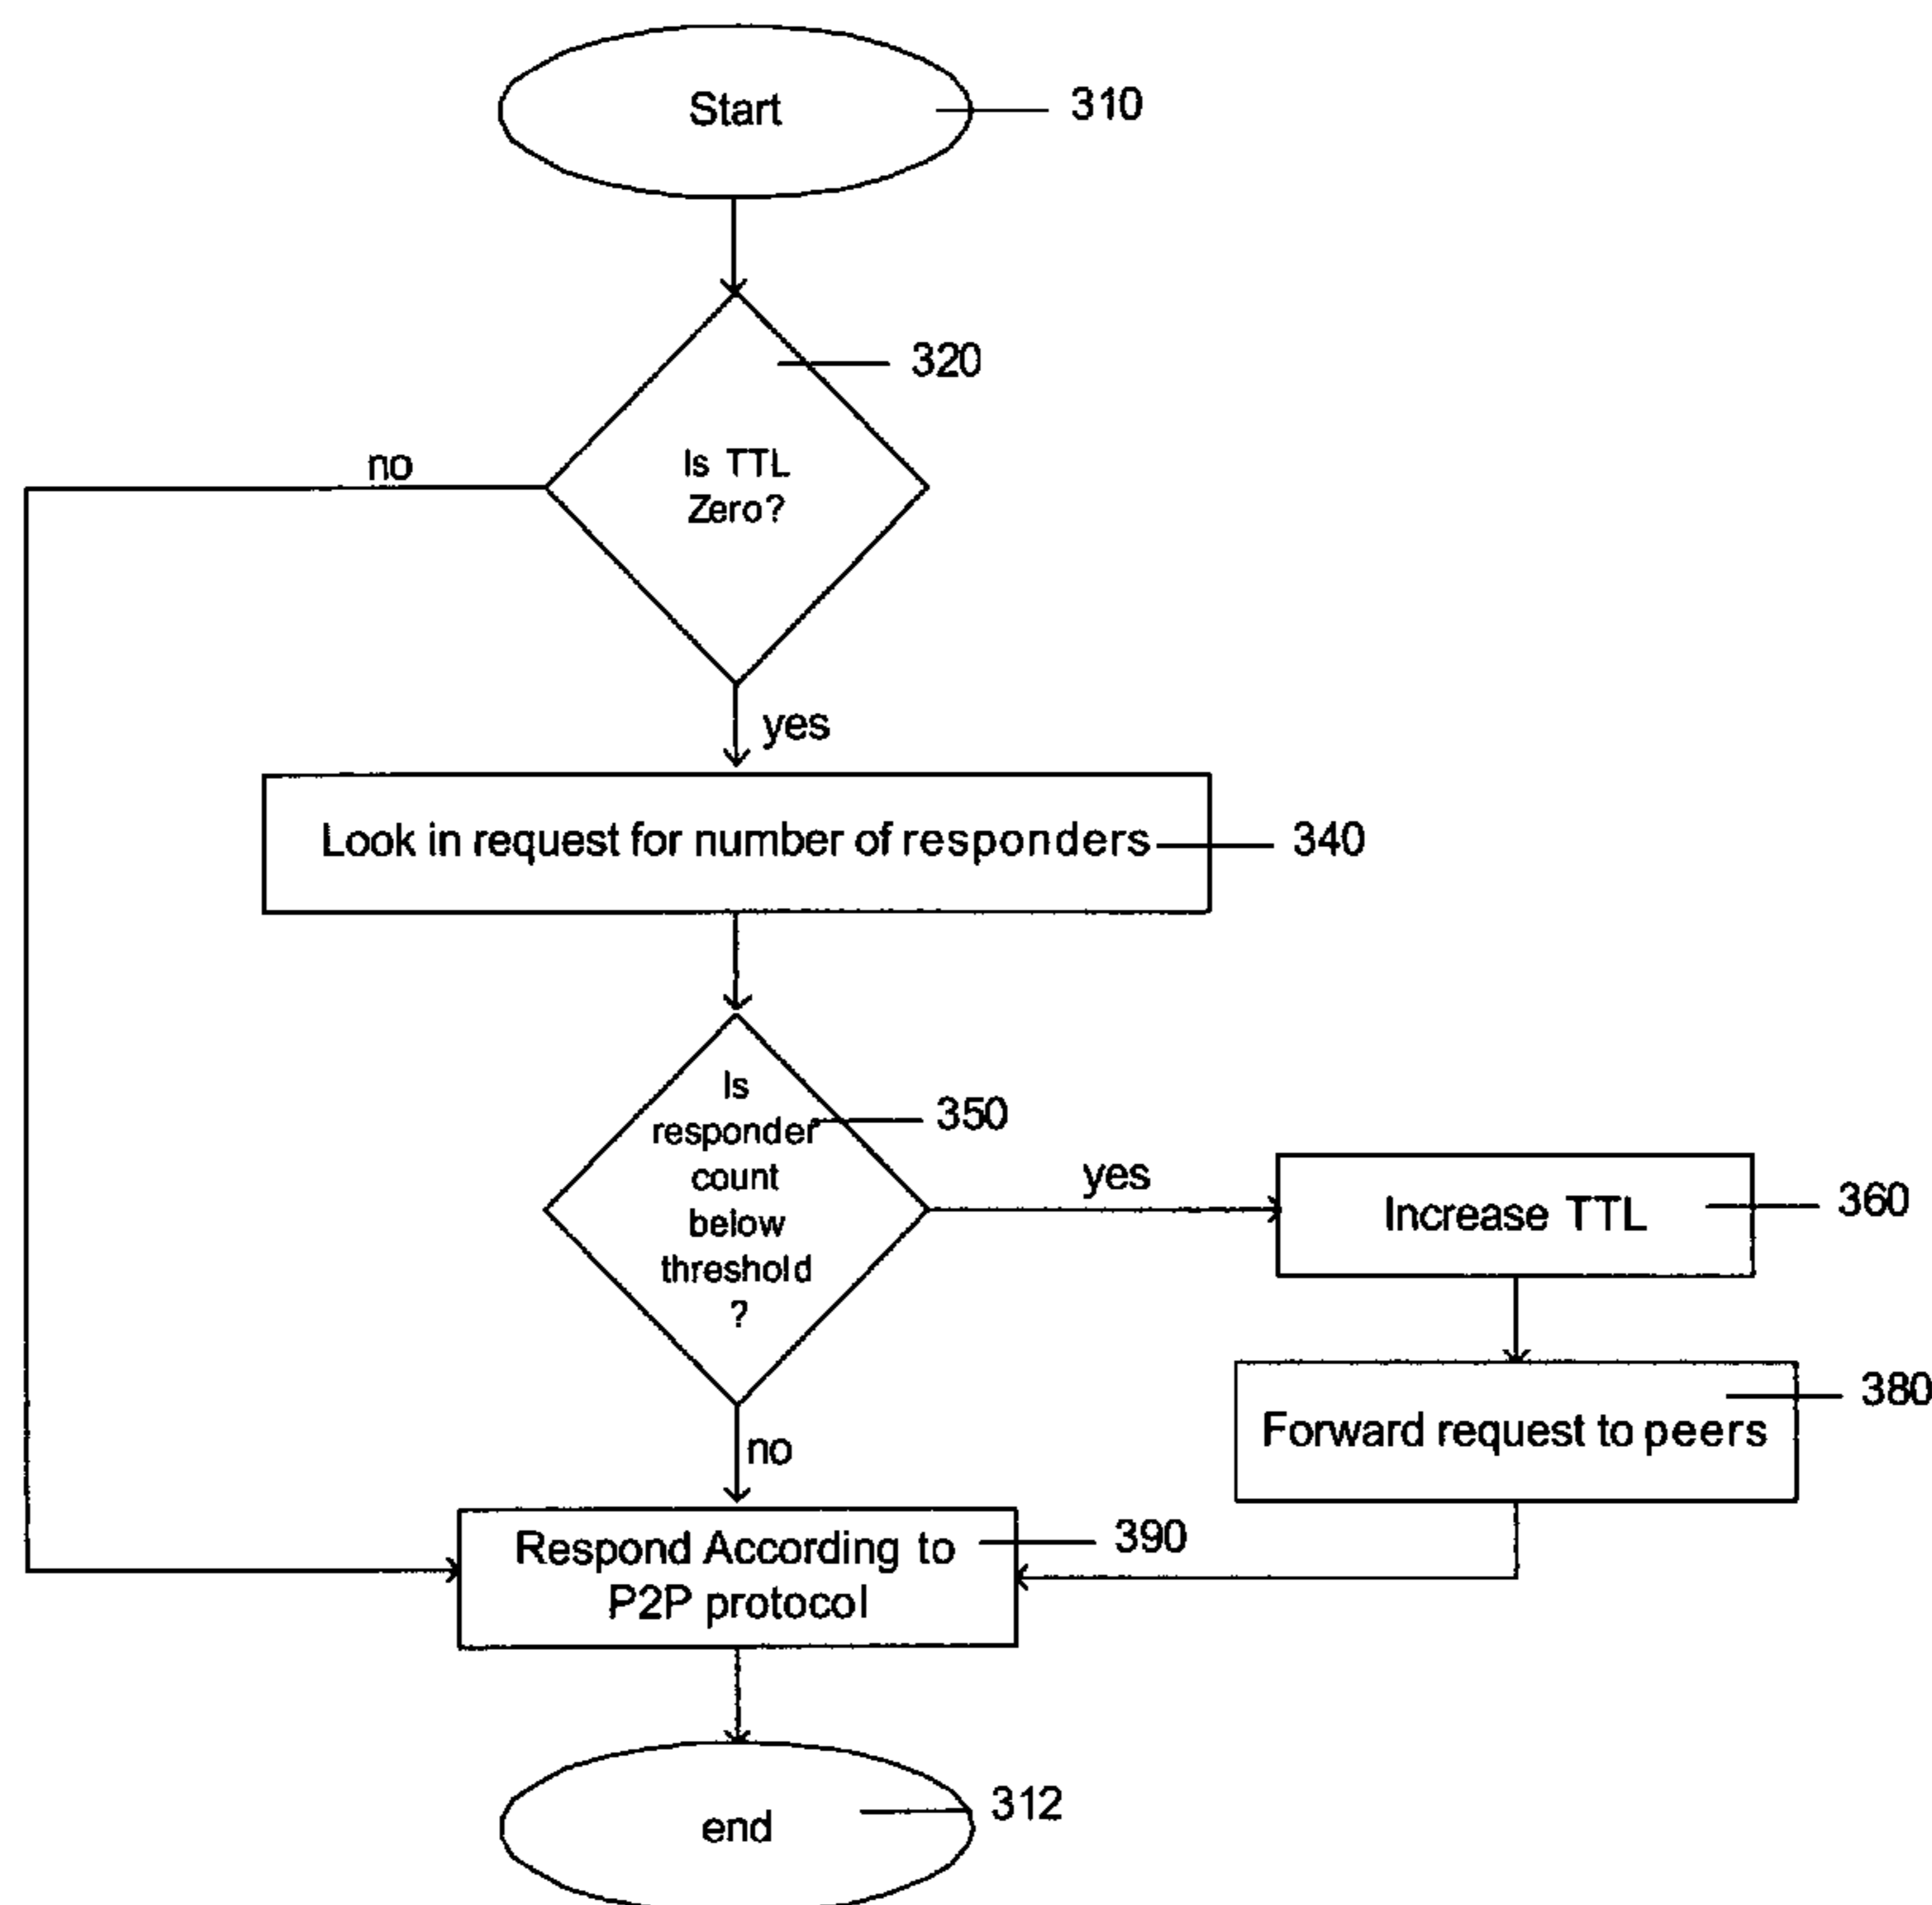 Start
310
320
Is TTL
Zero?
no
yes
Look in request for number of responders
340
Is
responder
count
below
threshold
?
350
yes
Increase TTL
360
no
Forward request to peers
380
Respond According to
P2P protocol
390
end
312